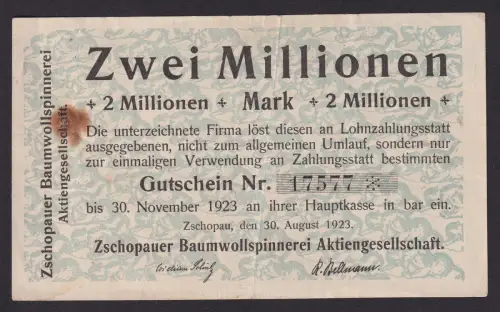 Zschopauer Baumwollspinnerei
Aktiengesellschaft.
Zwei Millionen
+ 2 Millionen + Mark + 2 Millionen +
Die unterzeichnete Firma löst diesen an Lohnzahlungsstatt
ausgegebenen, nicht zum allgemeinen Umlauf, sondern nur
zur einmaligen Verwendung an Zahlungsstatt bestimmten
Gutschein Nr. 17577 *
bis 30. November 1923 an ihrer Hauptkasse in bar ein.
Zschopau, den 30. August 1923.
Zschopauer Baumwollspinnerei Aktiengesellschaft.
R. Bellmann.